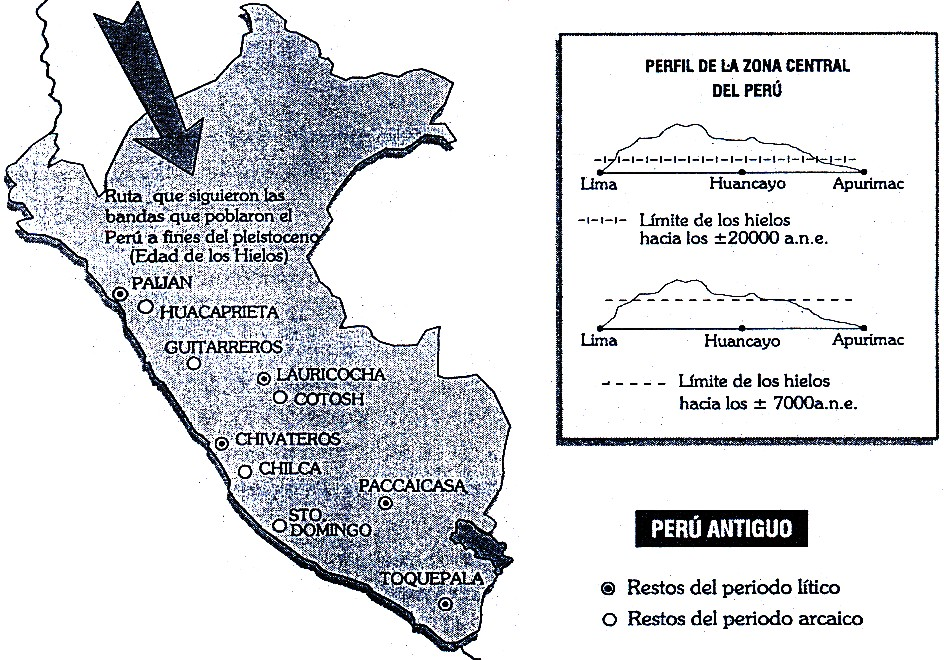 Ruta que siguieron las
bandas que poblaron el
Perú a fines del pleistoceno
(Edad de los Hielos)
PAIJAN
HUACAPRIETA
GUITARREROS
LAURICOCHA
COTOSH
CHIVATEROS
CHILCA
PACCAICASA
STO.
DOMINGO
TOQUEPALA
PERFIL DE LA ZONA CENTRAL
DEL PERÚ
Lima Huancayo Apurimac
Límite de los hielos
hacia los ±20000 a.n.e.
Lima Huancayo Apurimac
Límite de los hielos
hacia los ± 7000a.n.e.
PERÚ ANTIGUO
Restos del periodo lítico
Restos del periodo arcaico